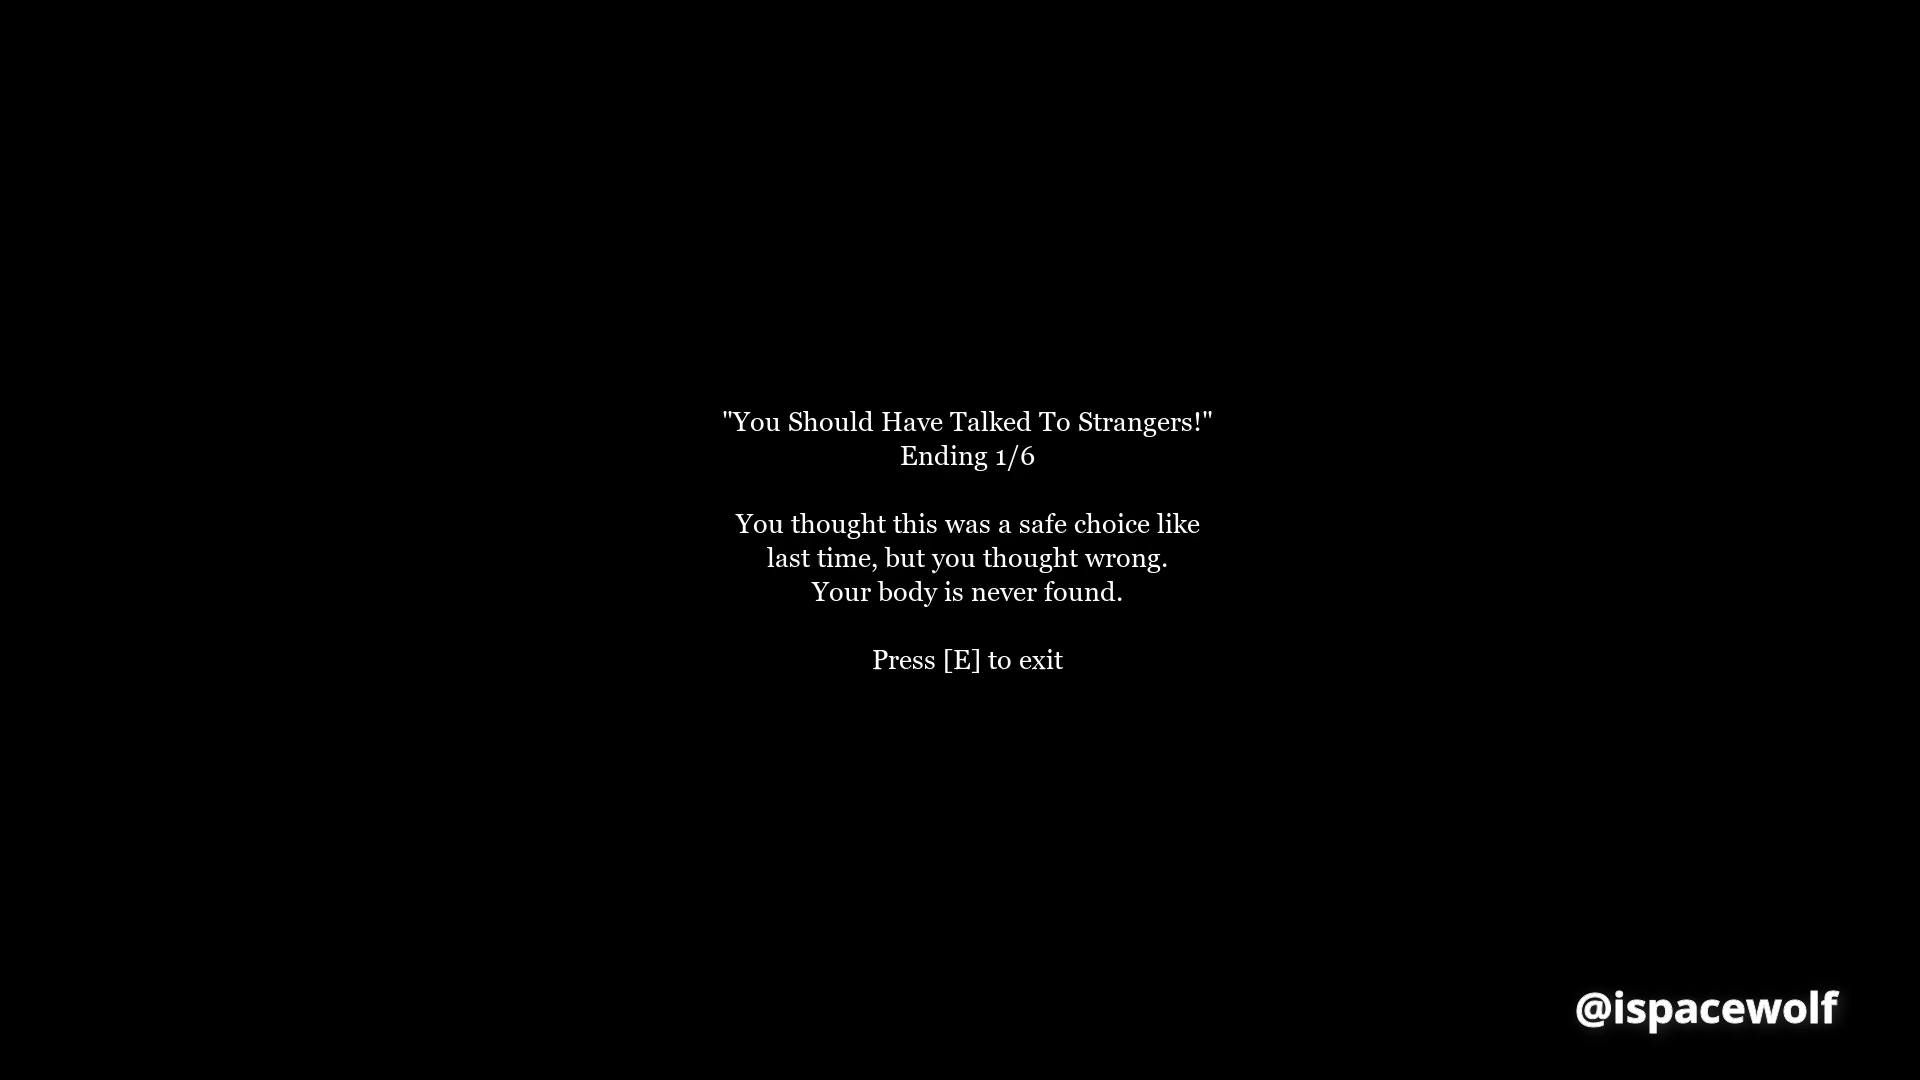 "You Should Have Talked To Strangers!"
Ending 1/6
You thought this was a safe choice like
last time, but you thought wrong.
Your body is never found.
Press [E] to exit
@ispacewolf